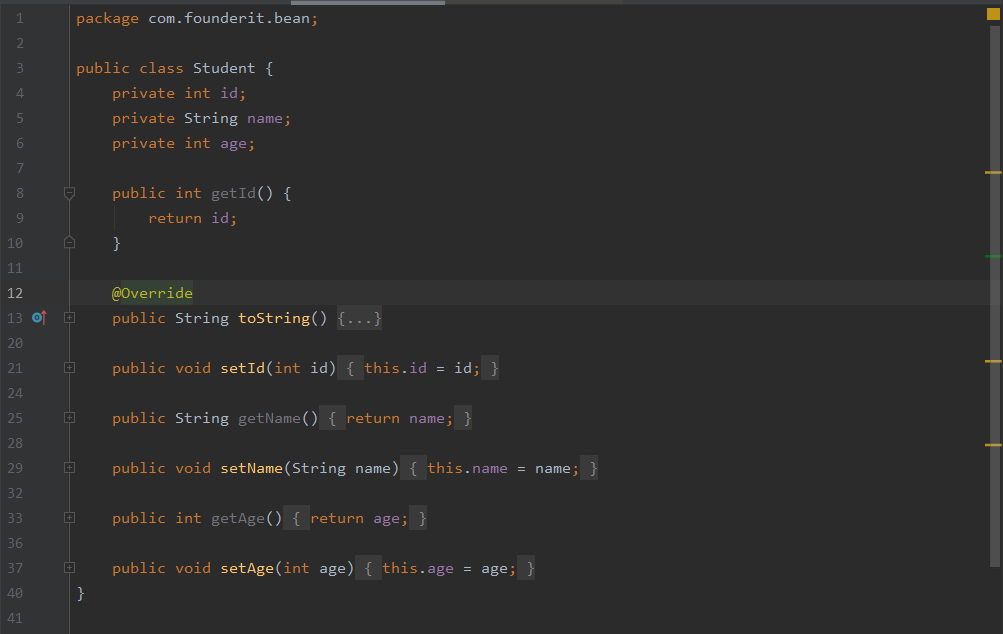 1 package com.founderit.bean;
2
3 public class Student {
4     private int id;
5     private String name;
6     private int age;
7
8     public int getId() {
9         return id;
10     }
11
12     @Override
13     public String toString() {...}
20
21     public void setId(int id) { this.id = id; }
24
25     public String getName() { return name; }
28
29     public void setName(String name) { this.name = name; }
32
33     public int getAge() { return age; }
36
37     public void setAge(int age) { this.age = age; }
40 }
41